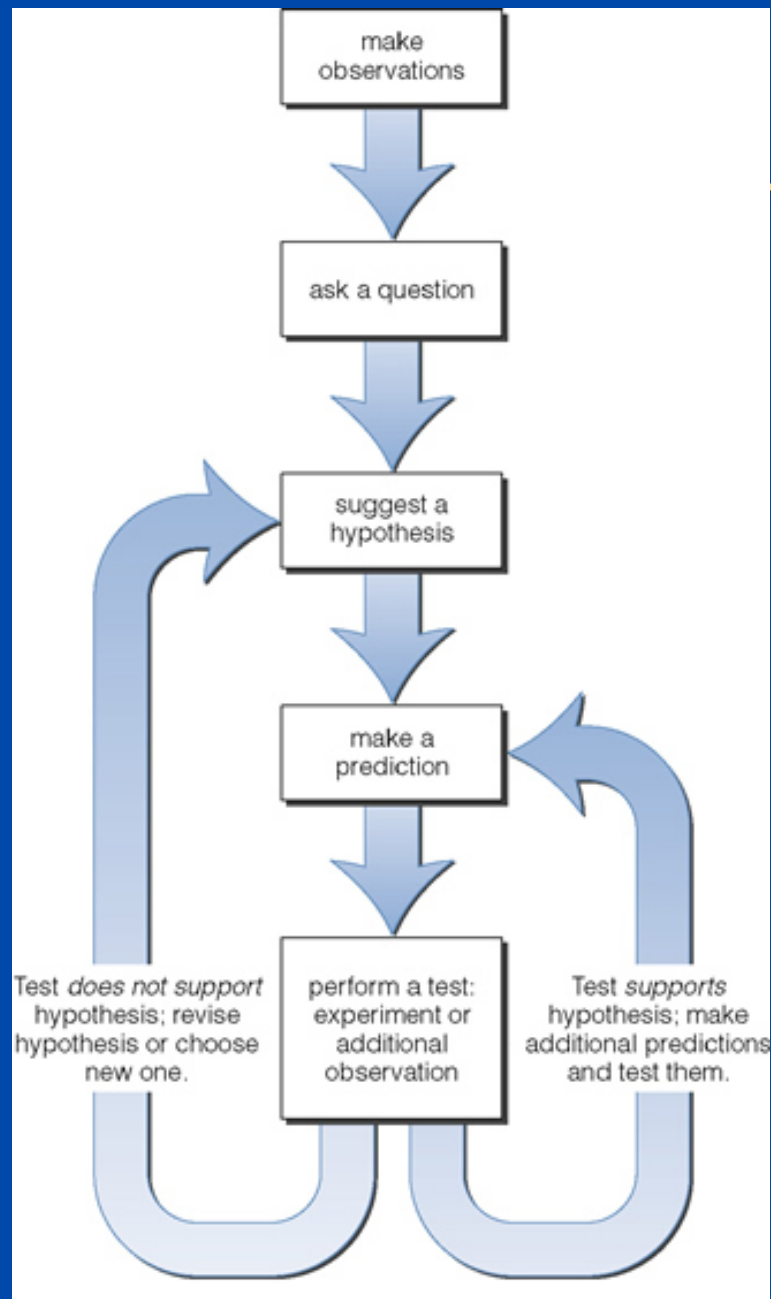 make
observations
ask a question
suggest a
hypothesis
make a
prediction
Test does not support
hypothesis; revise
hypothesis or choose
new one.
perform a test:
experiment or
additional
observation
Test supports
hypothesis; make
additional predictions
and test them.